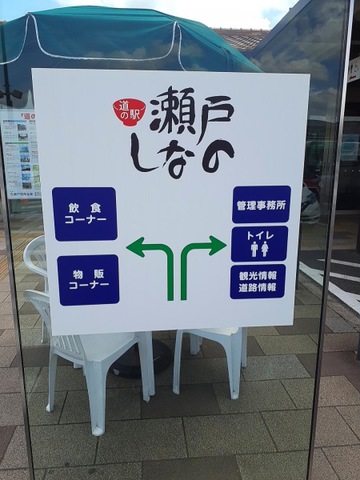 道の駅
瀬戸
しなの
飲食
コーナー
物販
コーナー
管理事務所
トイレ
観光情報
道路情報